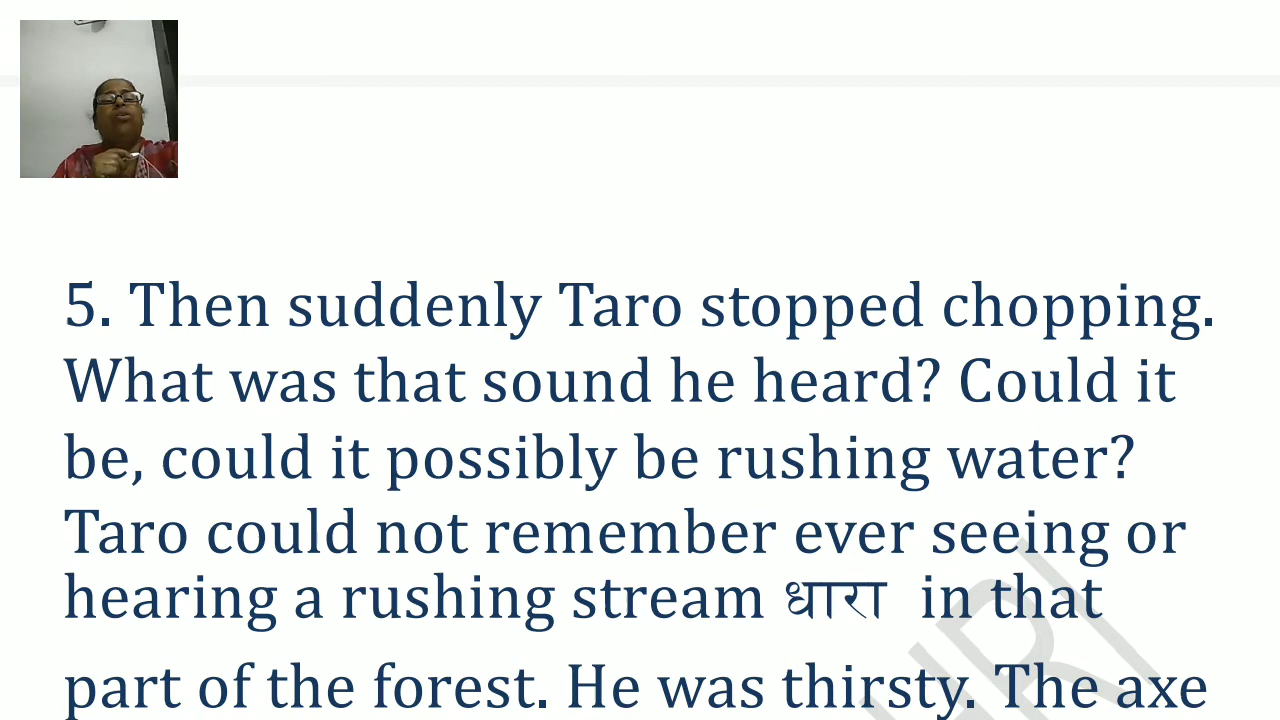 5. Then suddenly Taro stopped chopping.
What was that sound he heard? Could it
be, could it possibly be rushing water?
Taro could not remember ever seeing or
hearing a rushing stream धारा in that
part of the forest. He was thirsty. The axe